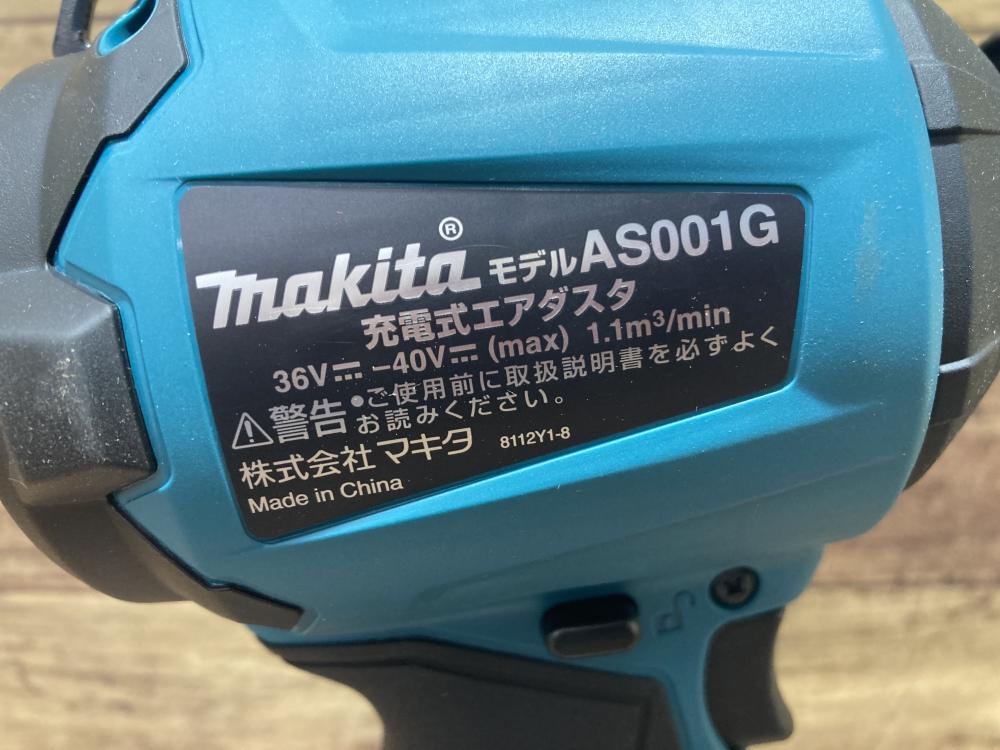 makita® モデルAS001G
充電式エアダスタ
36V⎓ –40V⎓ (max) 1.1m³/min
⚠警告 •ご使用前に取扱説明書を必ずよく
お読みください。
株式会社マキタ 8112Y1-8
Made in China